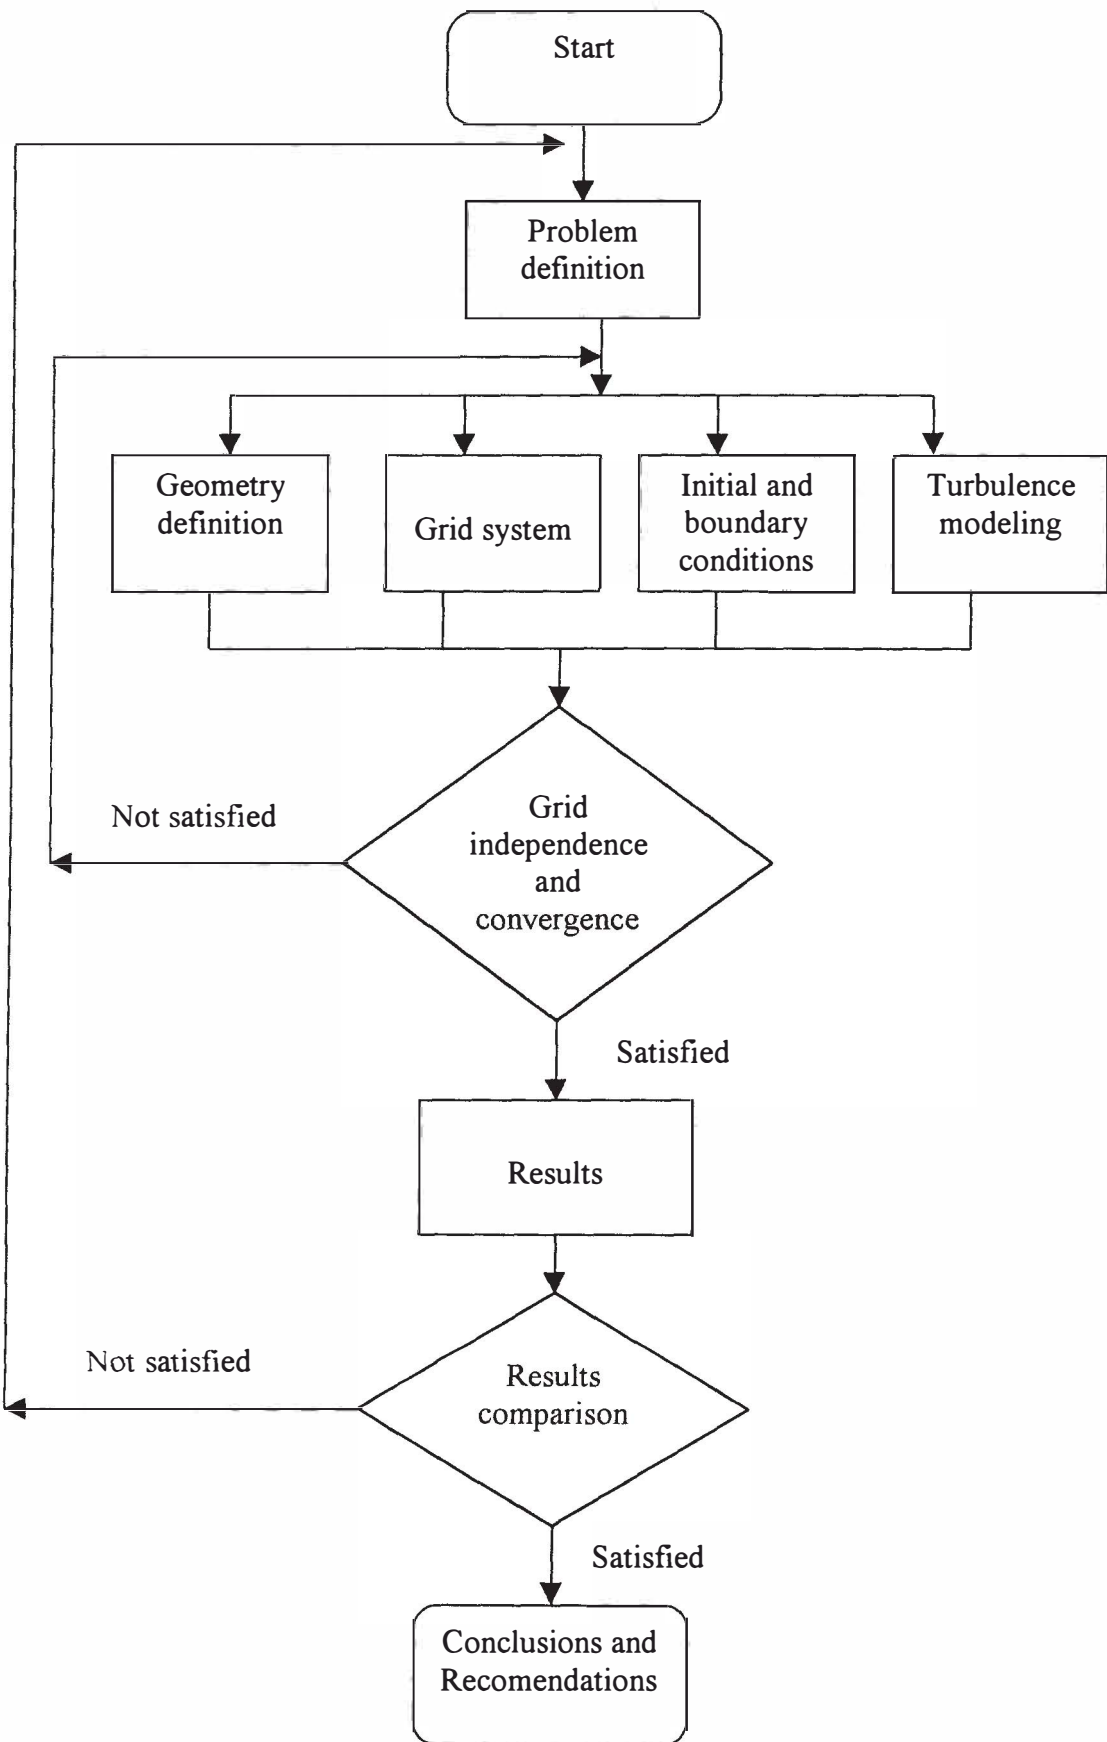 Start
Problem
definition
Geometry
definition
Grid system
Initial and
boundary
conditions
Turbulence
modeling
Not satisfied
Grid
independence
and
convergence
Satisfied
Results
Not satisfied
Results
comparison
Satisfied
Conclusions and
Recomendations